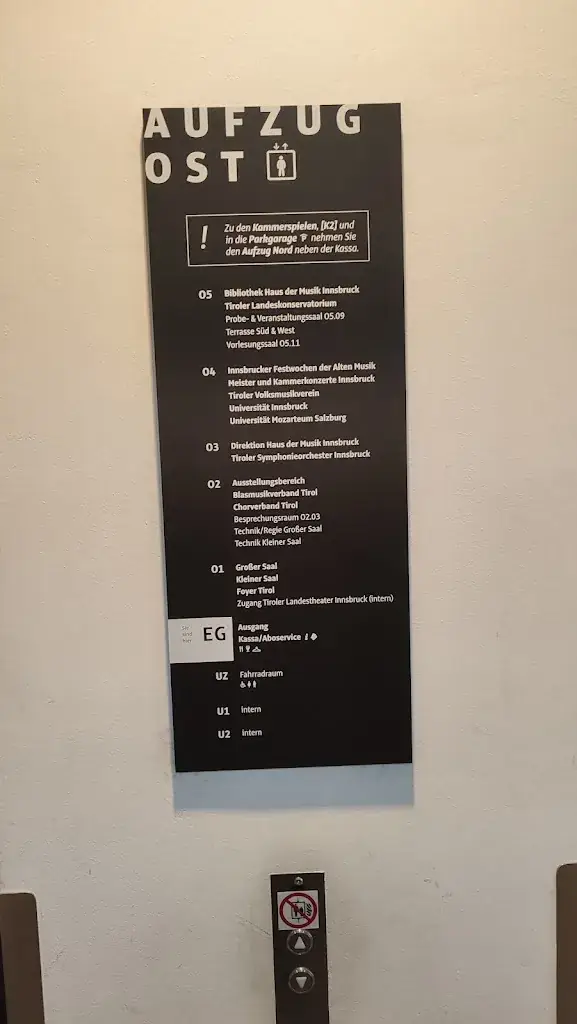 AUFZUG
OST
! Zu den Kammerspielen, [K2] und
in die Parkgarage nehmen Sie
den Aufzug Nord neben der Kassa.
05 Bibliothek Haus der Musik Innsbruck
Tiroler Landeskonservatorium
Probe- & Veranstaltungssaal 05.09
Terrasse Süd & West
Vorlesungssaal 05.11
04 Innsbrucker Festwochen der Alten Musik
Meister und Kammerkonzerte Innsbruck
Tiroler Volksmusikverein
Universität Innsbruck
Universität Mozarteum Salzburg
03 Direktion Haus der Musik Innsbruck
Tiroler Symphonieorchester Innsbruck
02 Ausstellungsbereich
Blasmusikverband Tirol
Chorverband Tirol
Besprechungsraum 02.03
Technik/Regie Großer Saal
Technik Kleiner Saal
01 Großer Saal
Kleiner Saal
Foyer Tirol
Zugang Tiroler Landestheater Innsbruck (intern)
Sie
sind
hier
EG Ausgang
Kassa/Aboservice
UZ Fahrradraum
U1 intern
U2 intern